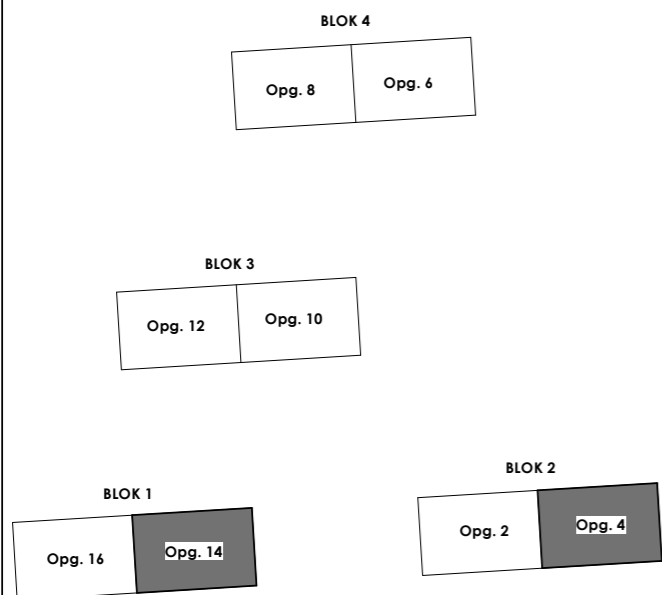 BLOK 4
Opg. 8
Opg. 6
BLOK 3
Opg. 12
Opg. 10
BLOK 1
Opg. 16
Opg. 14
BLOK 2
Opg. 2
Opg. 4